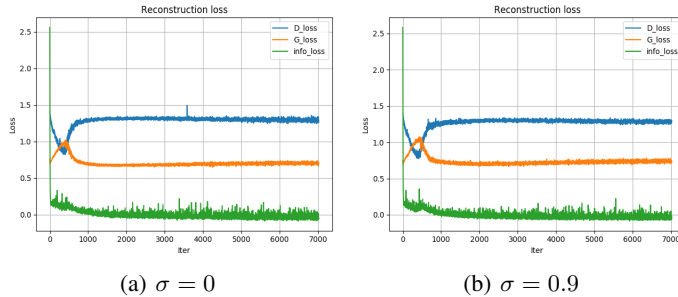 Reconstruction loss
D_loss
G_loss
info_loss
Loss
2.5
2.0
1.5
1.0
0.5
0.0
0 1000 2000 3000 4000 5000 6000 7000
Iter
(a) σ = 0
Reconstruction loss
D_loss
G_loss
info_loss
Loss
2.5
2.0
1.5
1.0
0.5
0.0
0 1000 2000 3000 4000 5000 6000 7000
Iter
(b) σ = 0.9